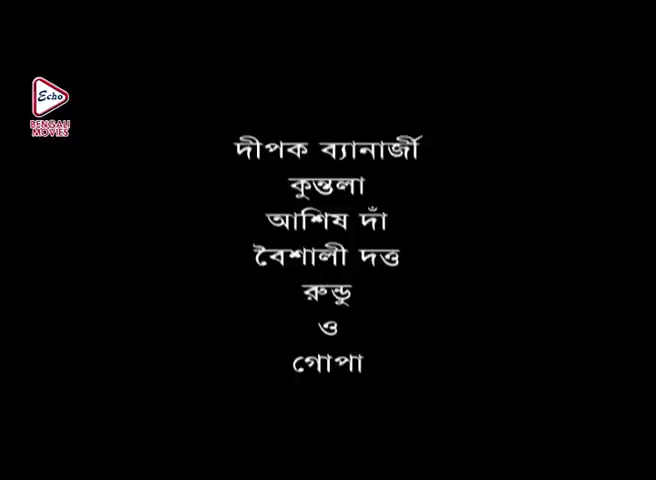 Echo
BENGALI
MOVIES
দীপক ব্যানার্জী
কুন্তলা
আশিষ দাঁ
বৈশালী দত্ত
রুন্ডু
ও
গোপা